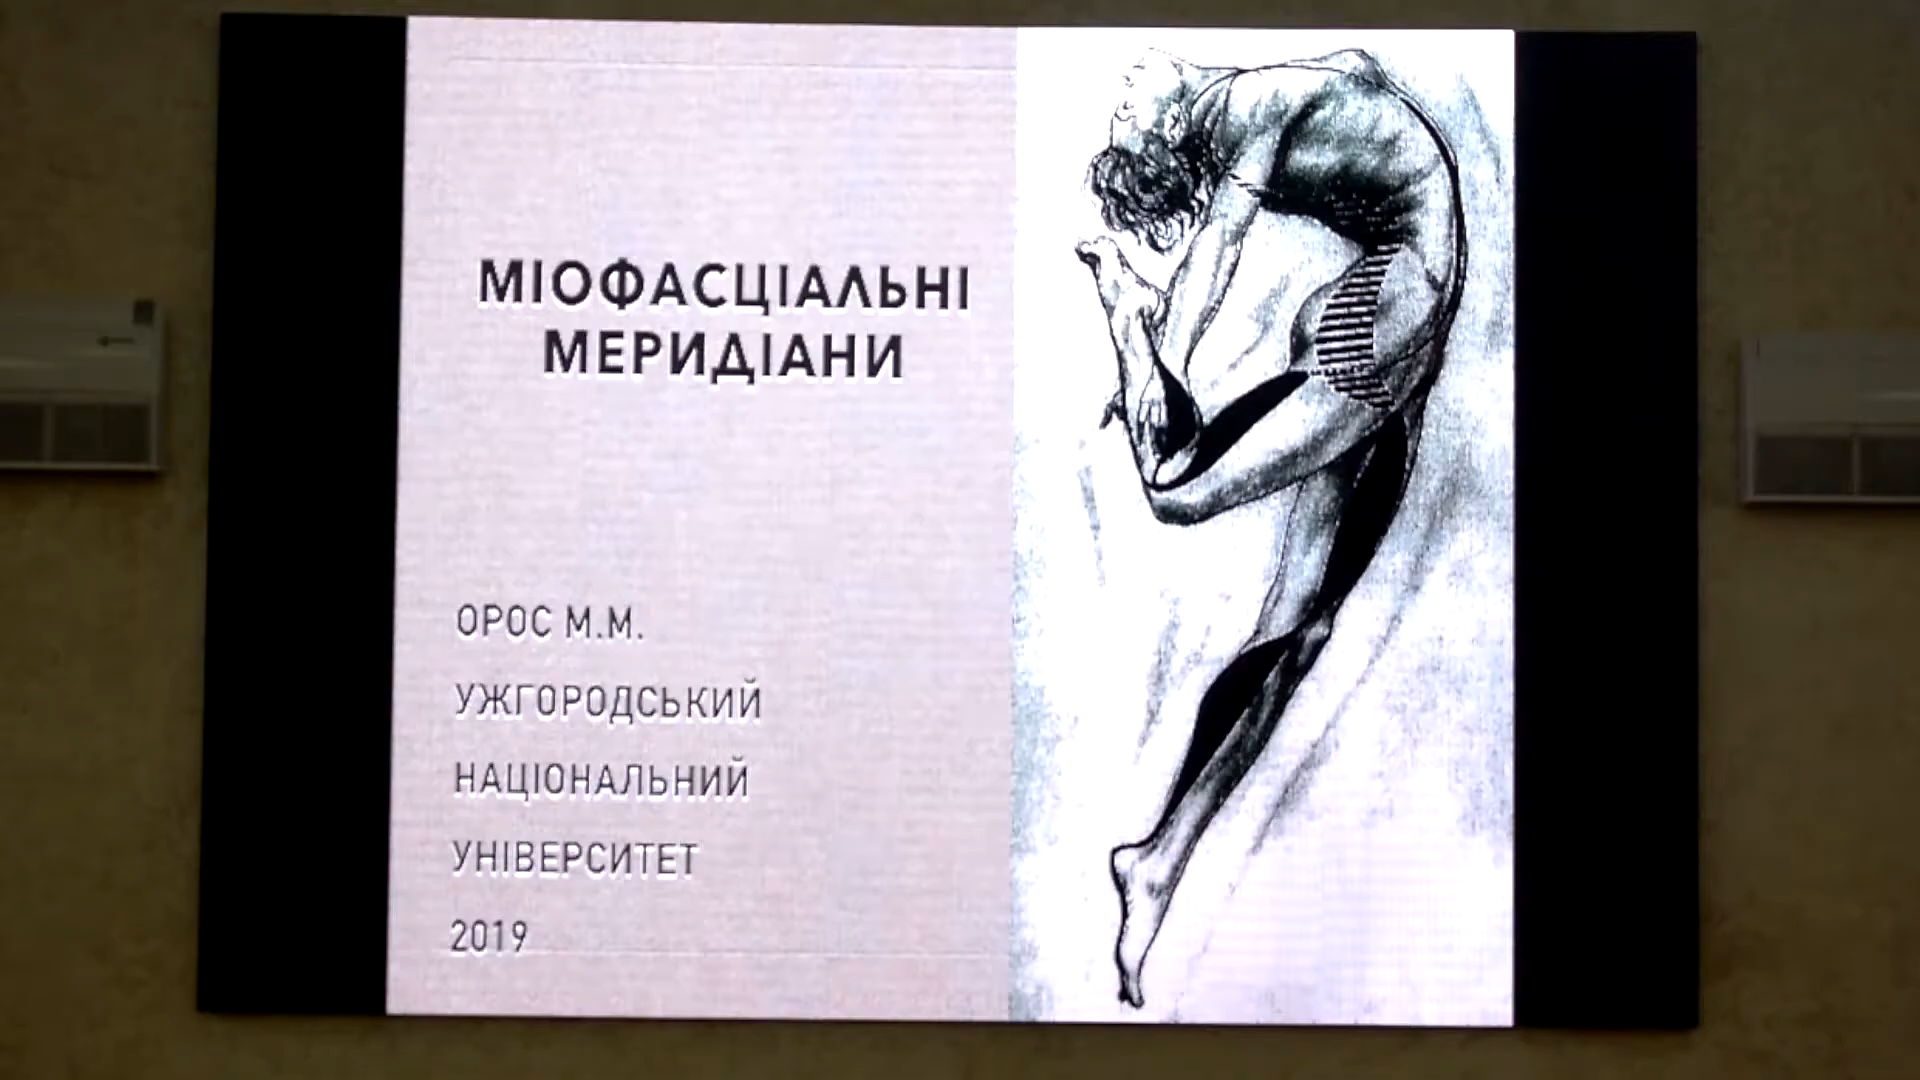 МІОФАСЦІАЛЬНІ
МЕРИДІАНИ
ОРОС М.М.
УЖГОРОДСЬКИЙ
НАЦІОНАЛЬНИЙ
УНІВЕРСИТЕТ
2019